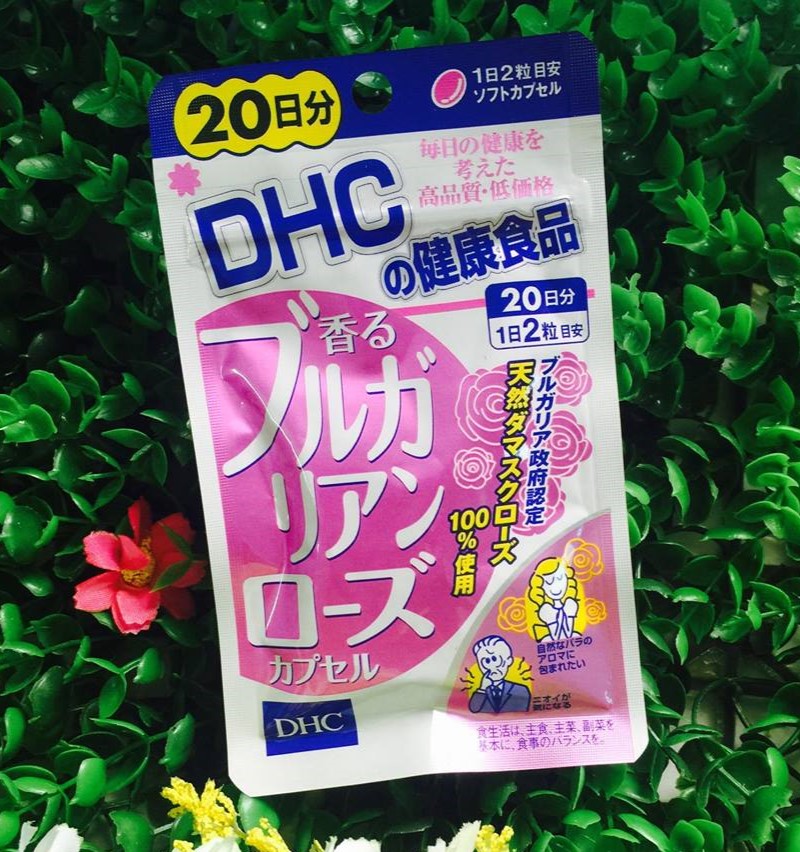 20日分
1日2粒目安
ソフトカプセル
毎日の健康を
考えた
高品質・低価格
DHC
の健康食品
20日分
1日2粒目安
香る
ブルガ
リアン
ローズ
カプセル
ブルガリア政府認定
天然ダマスクローズ
100%使用
自然なバラの
アロマに
包まれたい
ニオイが
気になる
DHC
食生活は、主食、主菜、副菜を
基本に、食事のバランスを。